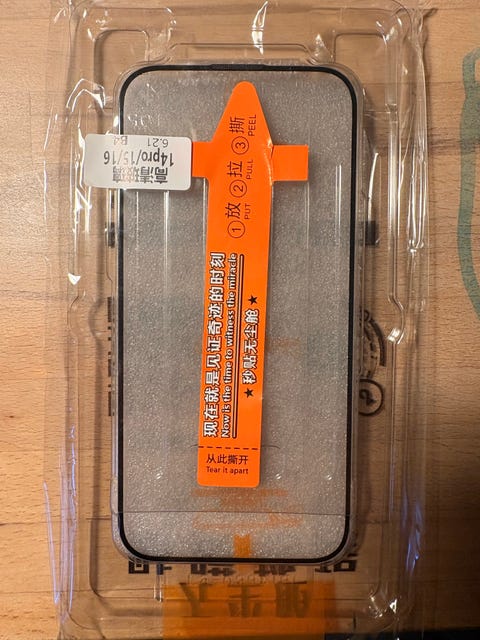 高清玻璃
14pro/15/16
6.21 B4
① 放 ② 拉 ③ 撕
PUT PULL PEEL
现在就是见证奇迹的时刻
Now is the time to witness the miracle
★ 秒贴无尘舱 ★
从此撕开
Tear it apart